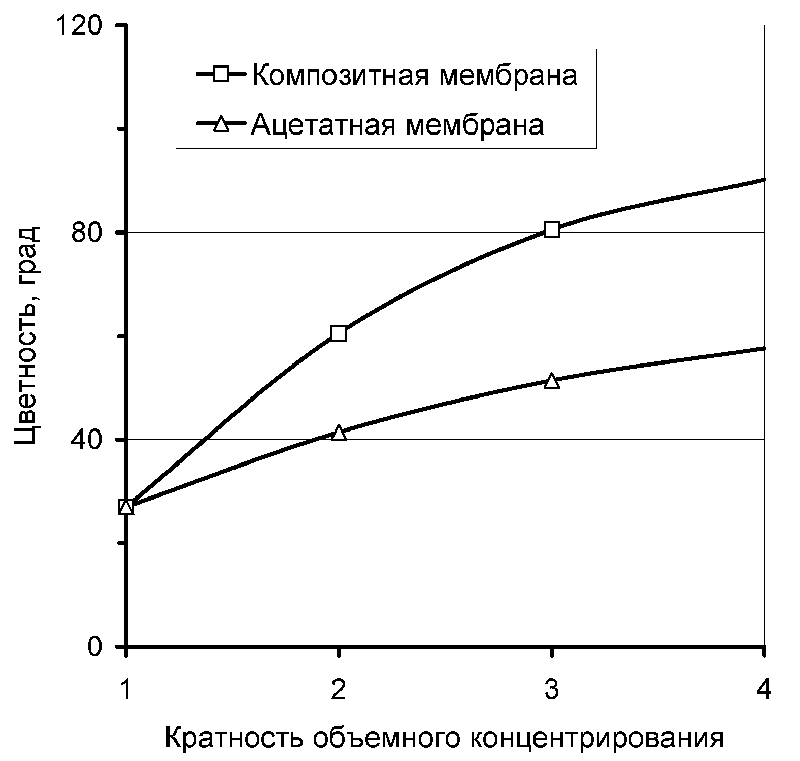 120
Композитная мембрана
Ацетатная мембрана
Цветность, град
80
40
0
1 2 3 4
Кратность объемного концентрирования